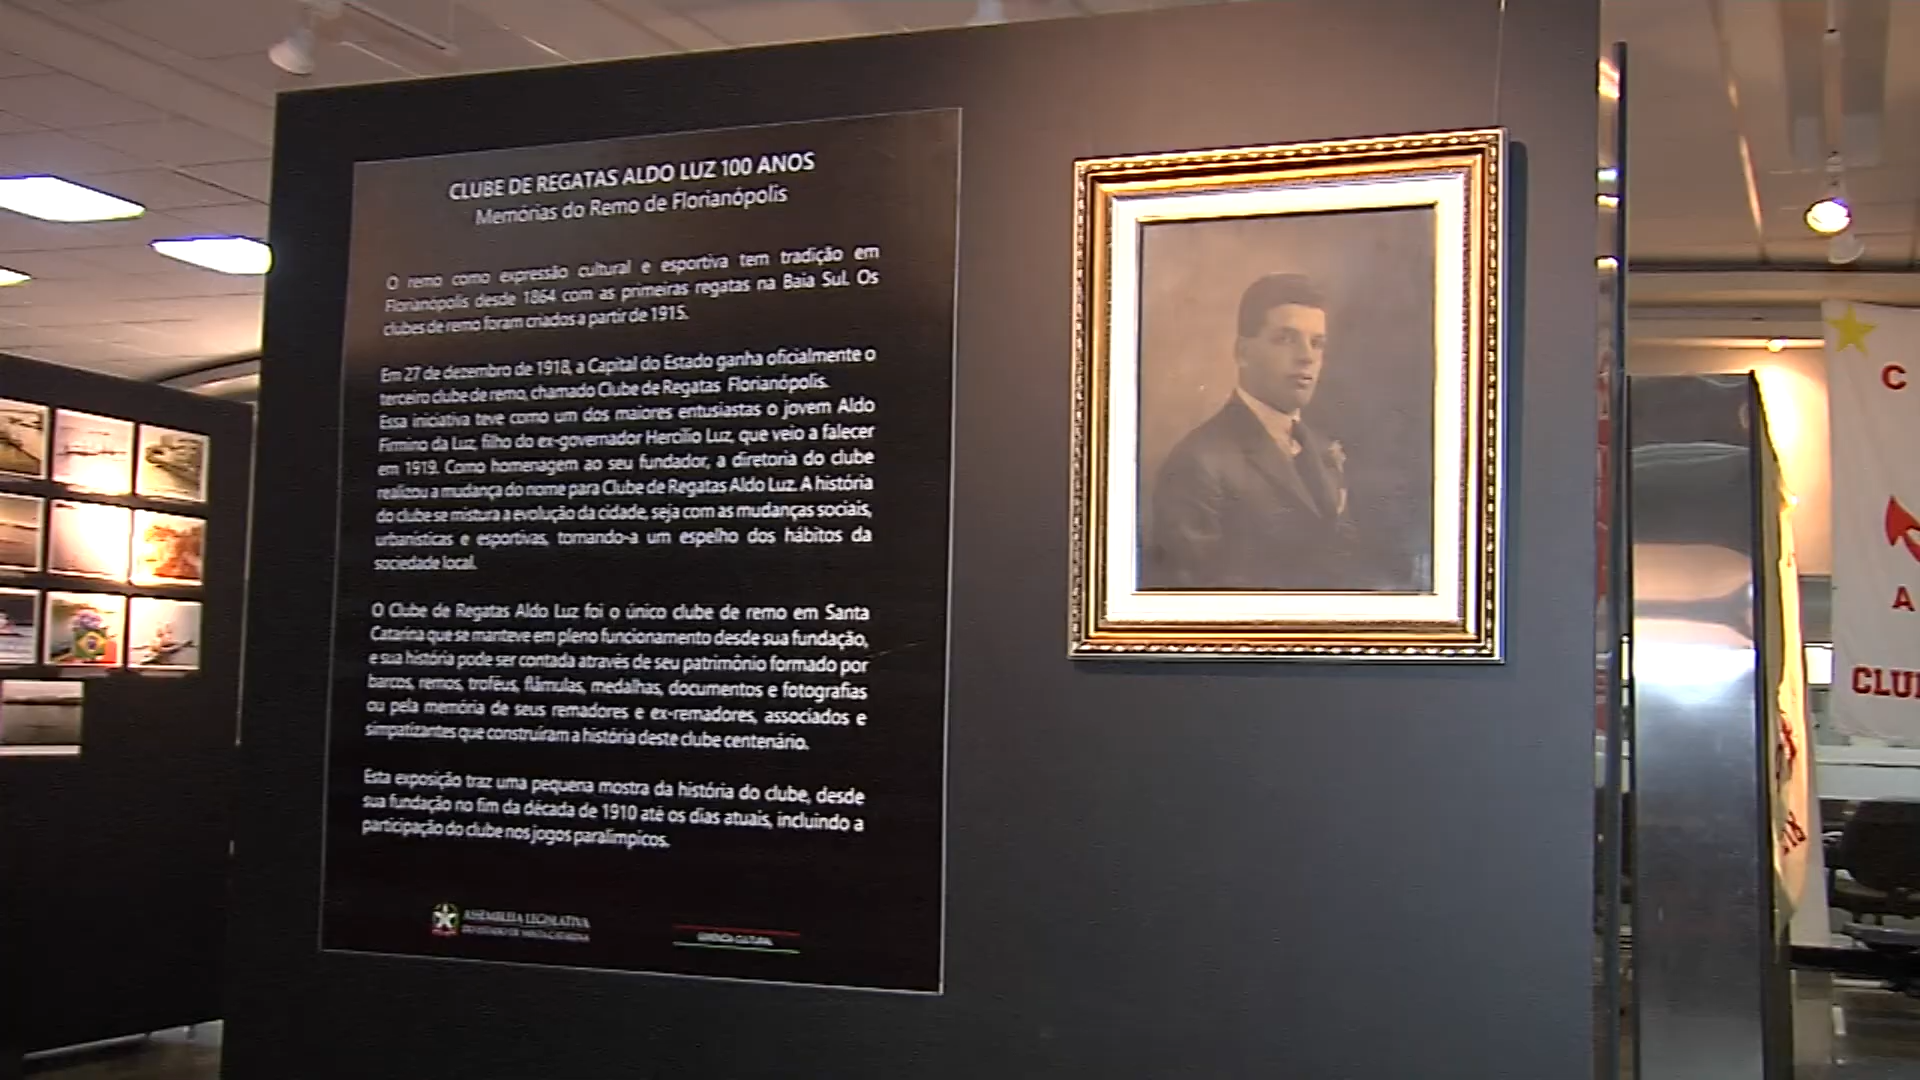 CLUBE DE REGATAS ALDO LUZ 100 ANOS
Memórias do Remo de Florianópolis
O remo como expressão cultural e esportiva tem tradição em
Florianópolis desde 1864 com as primeiras regatas na Baia Sul. Os
clubes de remo foram criados a partir de 1915.
Em 27 de dezembro de 1918, a Capital do Estado ganha oficialmente o
terceiro clube de remo, chamado Clube de Regatas Florianópolis.
Essa iniciativa teve como um dos maiores entusiastas o jovem Aldo
Firmino da Luz, filho do ex-governador Hercílio Luz, que veio a falecer
em 1919. Como homenagem ao seu fundador, a diretoria do clube
realizou a mudança do nome para Clube de Regatas Aldo Luz. A história
do clube se mistura a evolução da cidade, seja com as mudanças sociais,
urbanísticas e esportivas, tornando-a um espelho dos hábitos da
sociedade local.
O Clube de Regatas Aldo Luz foi o único clube de remo em Santa
Catarina que se manteve em pleno funcionamento desde sua fundação,
e sua história pode ser contada através de seu patrimônio formado por
barcos, remos, troféus, flâmulas, medalhas, documentos e fotografias
ou pela memória de seus remadores e ex-remadores, associados e
simpatizantes que construíram a história deste clube centenário.
Esta exposição traz uma pequena mostra da história do clube, desde
sua fundação no fim da década de 1910 até os dias atuais, incluindo a
participação do clube nos jogos paralímpicos.
ASSEMBLEIA LEGISLATIVA
DO ESTADO DE SANTA CATARINA
GERÊNCIA CULTURAL
C
A